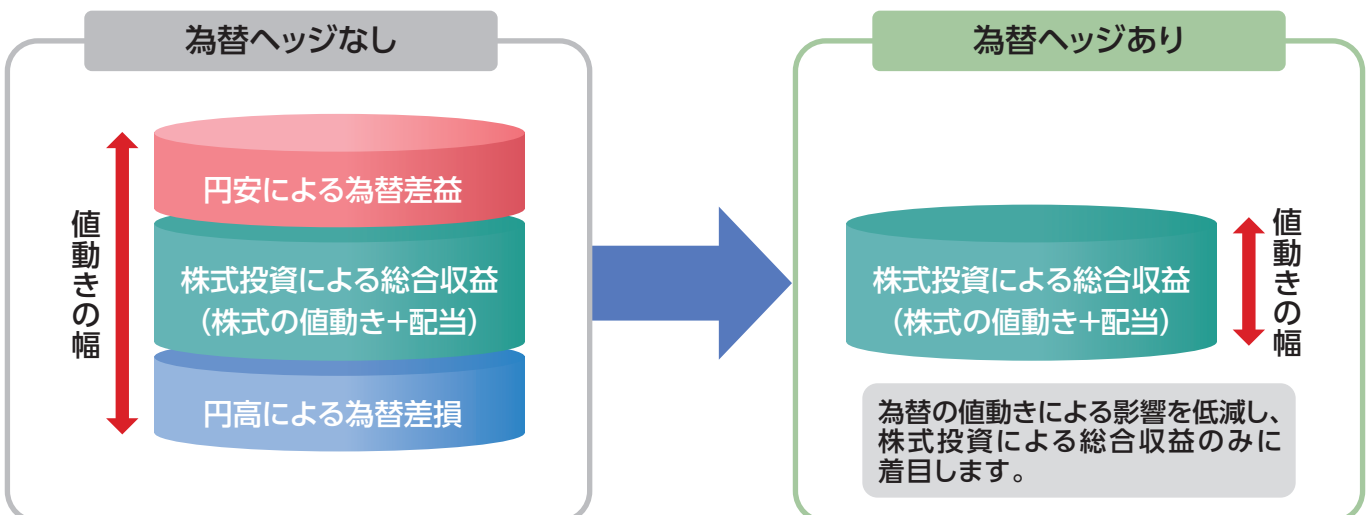 為替ヘッジなし
値動きの幅
円安による為替差益
株式投資による総合収益
（株式の値動き+配当）
円高による為替差損
為替ヘッジあり
株式投資による総合収益
（株式の値動き+配当）
値動きの幅
為替の値動きによる影響を低減し、
株式投資による総合収益のみに
着目します。